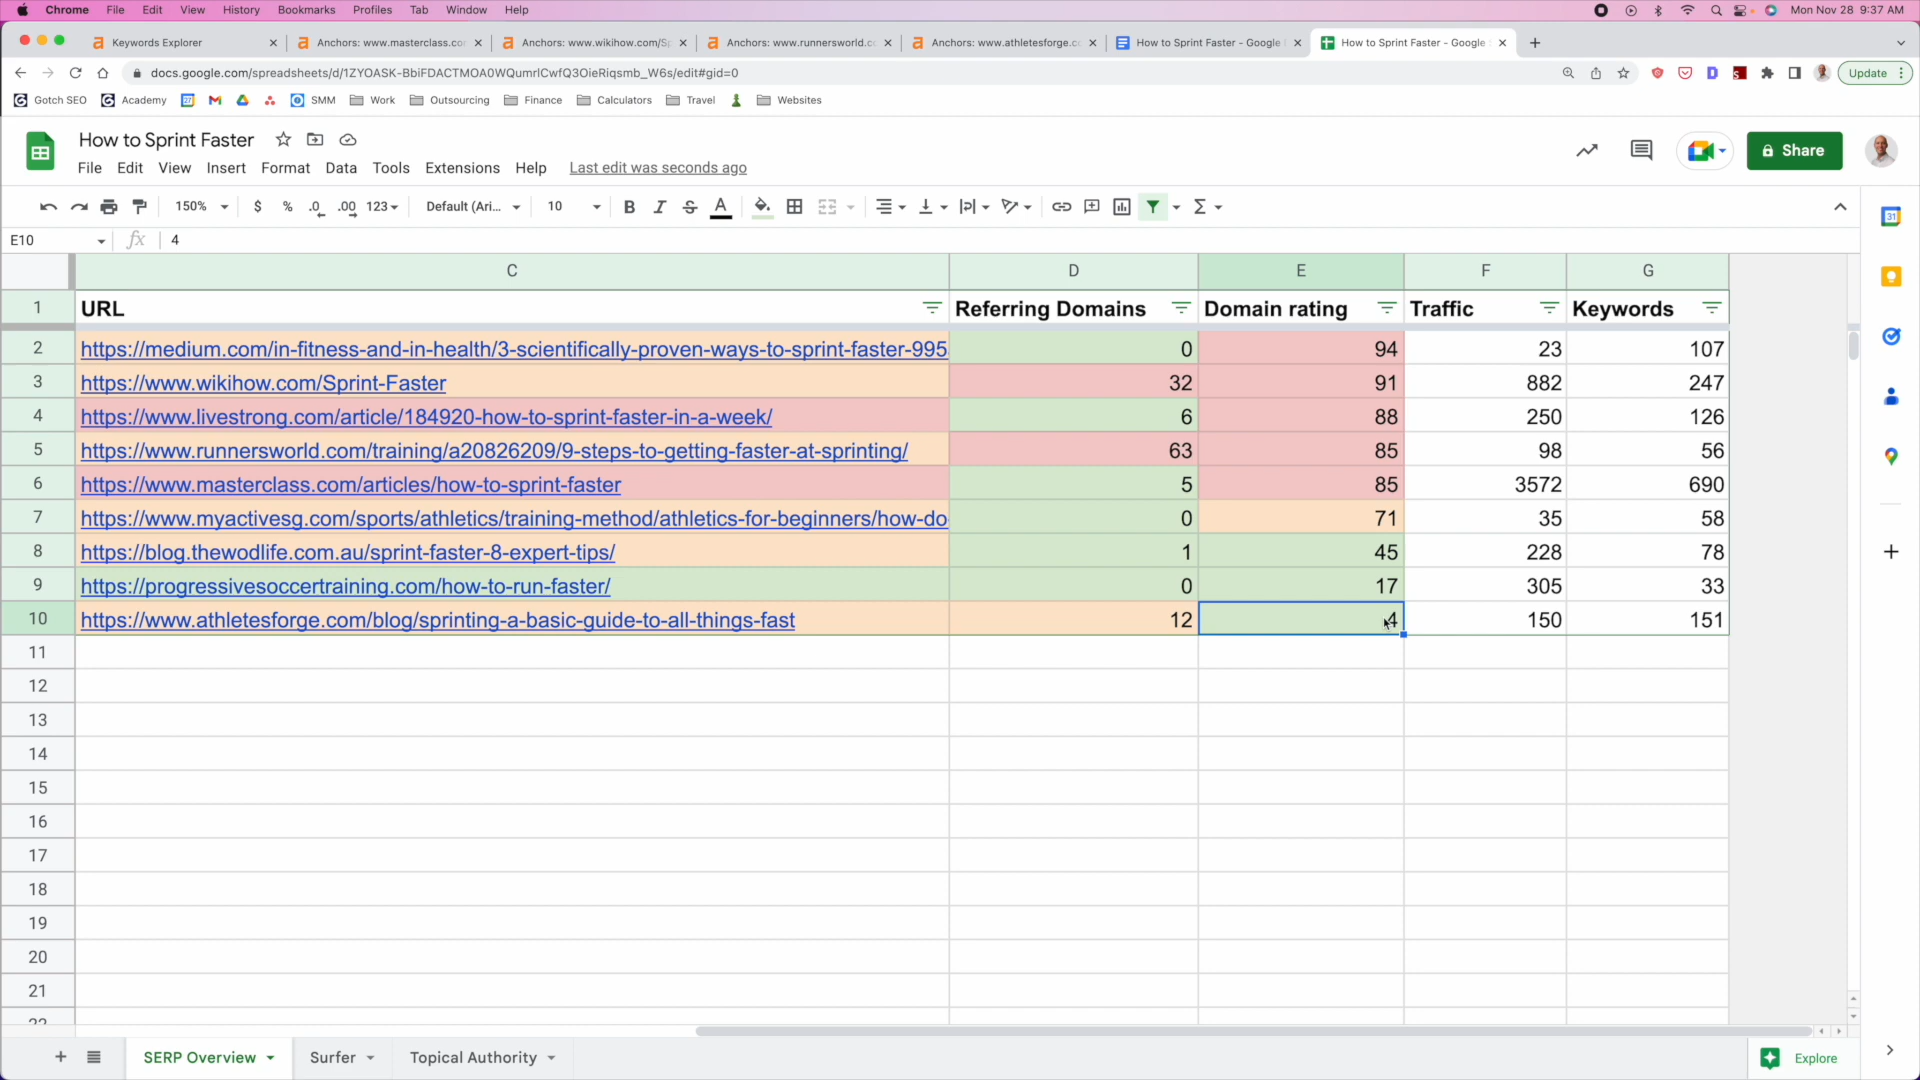 Chrome File Edit View History Bookmarks Profiles Tab Window Help Mon Nov 28 9:37 AM
Keywords Explorer Anchors: www.masterclass.co Anchors: www.wikihow.com/S Anchors: www.runnersworld.c Anchors: www.athletesforge.c How to Sprint Faster - Google How to Sprint Faster - Google
docs.google.com/spreadsheets/d/1ZYOASK-BbiFDACTMOA0WQumrlCwfQ3OieRiqsmb_W6s/edit#gid=0 Update
Gotch SEO Academy SMM Work Outsourcing Finance Calculators Travel Websites
How to Sprint Faster
File Edit View Insert Format Data Tools Extensions Help Last edit was seconds ago
Share
150% $ % .0 .00 123 Default (Ari... 10 B I S A
E10 fx 4
C D E F G
1 URL Referring Domains Domain rating Traffic Keywords
2 https://medium.com/in-fitness-and-in-health/3-scientifically-proven-ways-to-sprint-faster-995 0 94 23 107
3 https://www.wikihow.com/Sprint-Faster 32 91 882 247
4 https://www.livestrong.com/article/184920-how-to-sprint-faster-in-a-week/ 6 88 250 126
5 https://www.runnersworld.com/training/a20826209/9-steps-to-getting-faster-at-sprinting/ 63 85 98 56
6 https://www.masterclass.com/articles/how-to-sprint-faster 5 85 3572 690
7 https://www.myactivesg.com/sports/athletics/training-method/athletics-for-beginners/how-do- 0 71 35 58
8 https://blog.thewodlife.com.au/sprint-faster-8-expert-tips/ 1 45 228 78
9 https://progressivesoccertraining.com/how-to-run-faster/ 0 17 305 33
10 https://www.athletesforge.com/blog/sprinting-a-basic-guide-to-all-things-fast 12 4 150 151
11
12
13
14
15
16
17
18
19
20
21
SERP Overview Surfer Topical Authority Explore